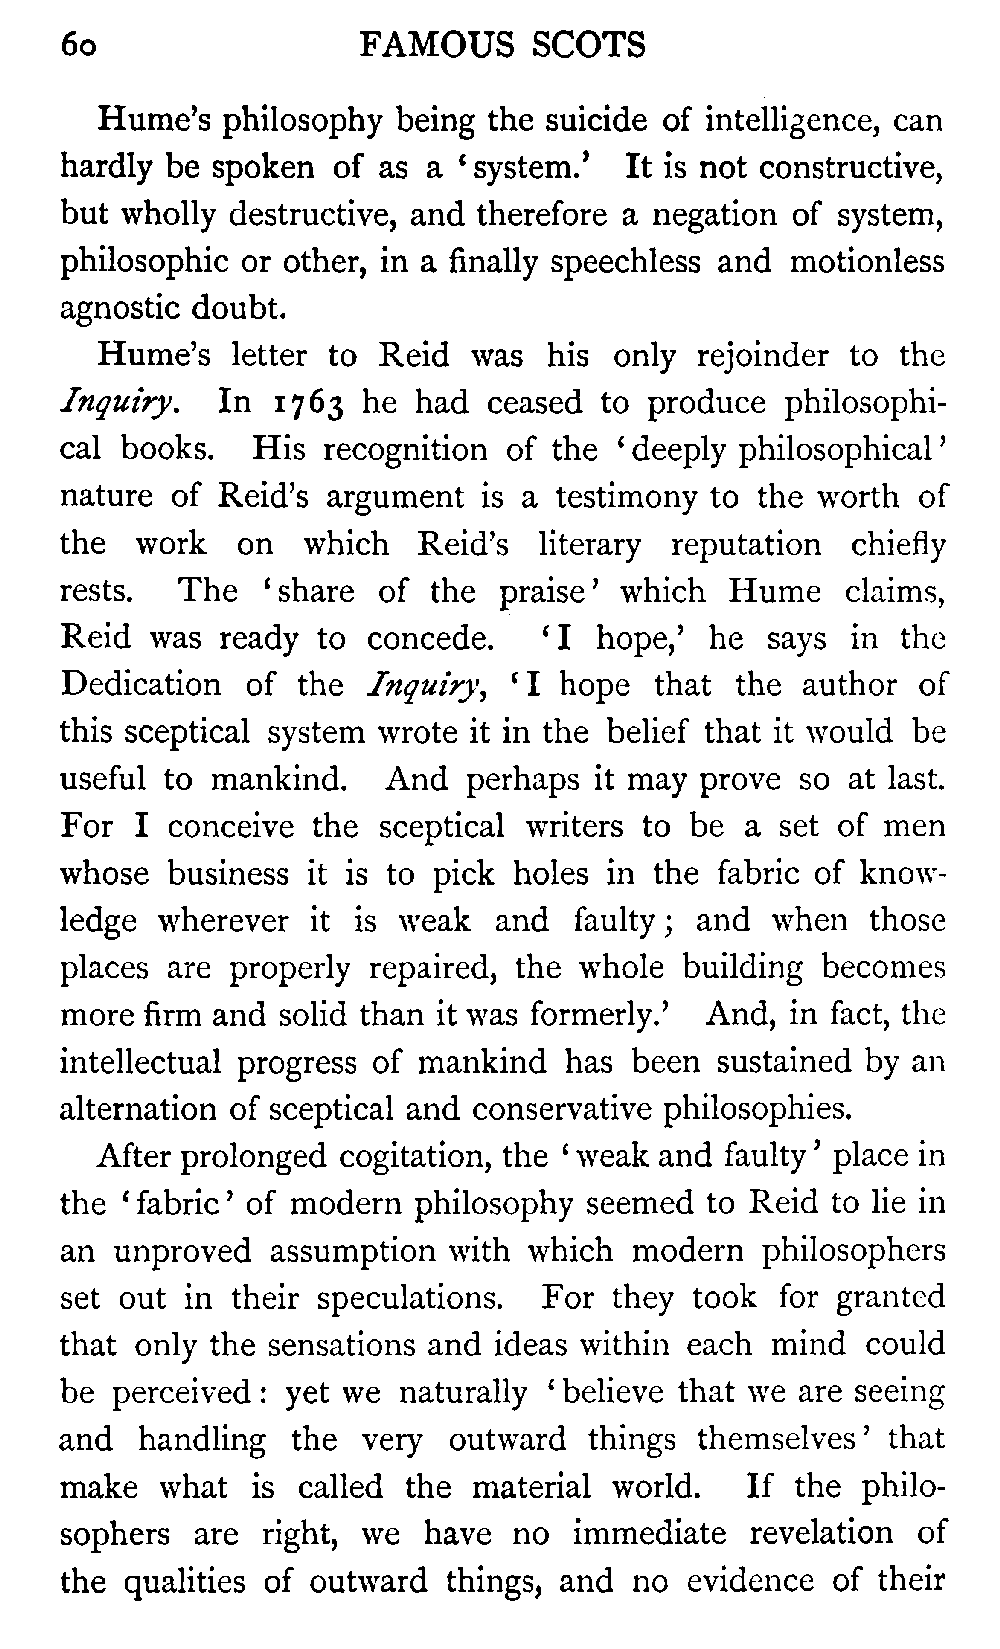 60 FAMOUS SCOTS
Hume's philosophy being the suicide of intelligence, can
hardly be spoken of as a ‘system.’ It is not constructive,
but wholly destructive, and therefore a negation of system,
philosophic or other, in a finally speechless and motionless
agnostic doubt.
Hume's letter to Reid was his only rejoinder to the
Inquiry. In 1763 he had ceased to produce philosophi-
cal books. His recognition of the ‘deeply philosophical’
nature of Reid's argument is a testimony to the worth of
the work on which Reid's literary reputation chiefly
rests. The ‘share of the praise’ which Hume claims,
Reid was ready to concede. ‘I hope,’ he says in the
Dedication of the Inquiry, ‘I hope that the author of
this sceptical system wrote it in the belief that it would be
useful to mankind. And perhaps it may prove so at last.
For I conceive the sceptical writers to be a set of men
whose business it is to pick holes in the fabric of know-
ledge wherever it is weak and faulty; and when those
places are properly repaired, the whole building becomes
more firm and solid than it was formerly.’ And, in fact, the
intellectual progress of mankind has been sustained by an
alternation of sceptical and conservative philosophies.
After prolonged cogitation, the ‘weak and faulty’ place in
the ‘fabric’ of modern philosophy seemed to Reid to lie in
an unproved assumption with which modern philosophers
set out in their speculations. For they took for granted
that only the sensations and ideas within each mind could
be perceived: yet we naturally ‘believe that we are seeing
and handling the very outward things themselves’ that
make what is called the material world. If the philo-
sophers are right, we have no immediate revelation of
the qualities of outward things, and no evidence of their